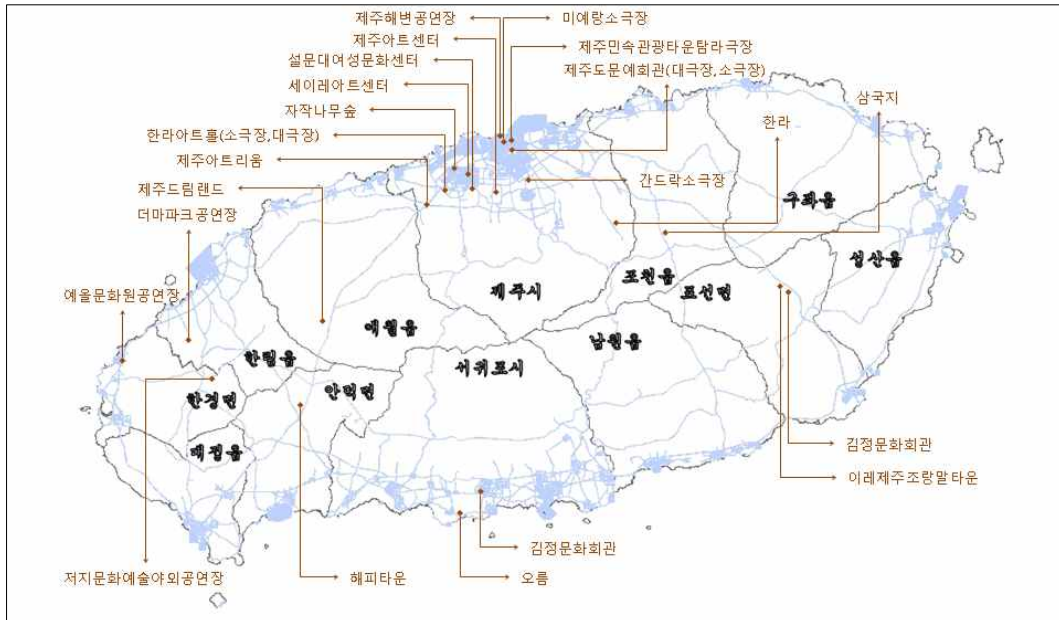 제주해변공연장
미예랑소극장
제주아트센터
제주민속관광타운탐라극장
설문대여성문화센터
제주도문예회관(대극장,소극장)
세이레아트센터
삼국지
자작나무숲
한라
한라아트홀(소극장,대극장)
제주아트리움
간드락소극장
제주드림랜드
구좌읍
더마파크공연장
성산읍
제주시
조천읍
표선면
예올문화원공연장
애월읍
남원읍
한림읍
서귀포시
안덕면
한경면
대정읍
김정문화회관
이레제주조랑말타운
김정문화회관
저지문화예술야외공연장
해피타운
오름